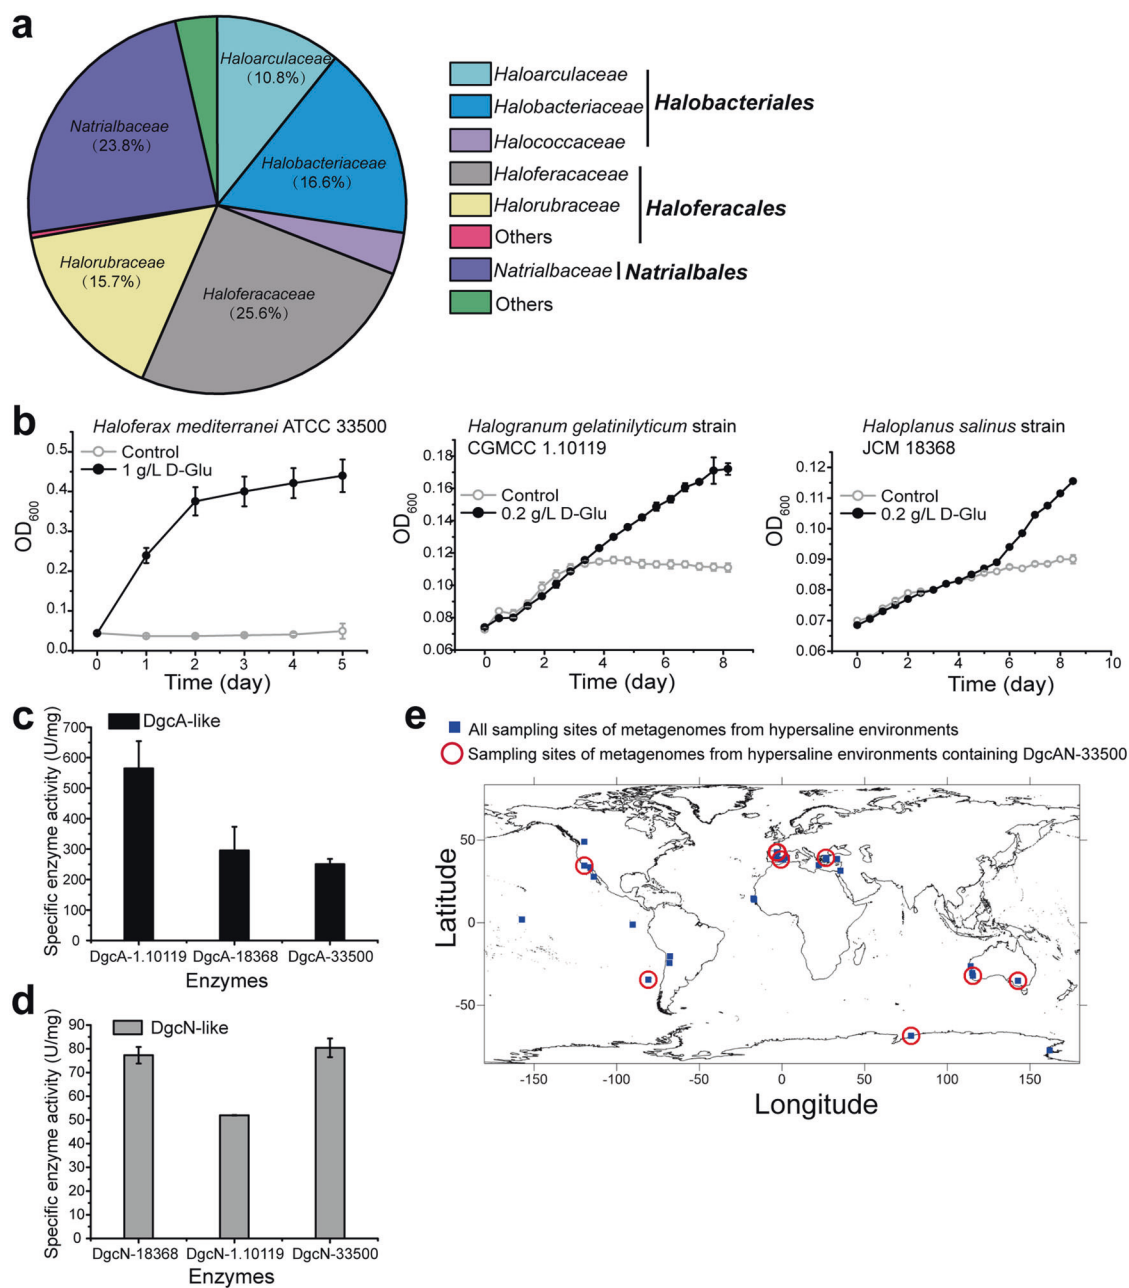 a
Haloarculaceae
(10.8%)
Halobacteriaceae
(16.6%)
Haloferacaceae
(25.6%)
Halorubraceae
(15.7%)
Natrialbaceae
(23.8%)
Haloarculaceae
Halobacteriaceae
Halococcaceae
Halobacteriales
Haloferacaceae
Halorubraceae
Others
Haloferacales
Natrialbaceae
Natrialbales
Others
b
Haloferax mediterranei ATCC 33500
Control
1 g/L D-Glu
OD600
0.5
0.4
0.3
0.2
0.1
0.0
0 1 2 3 4 5
Time (day)
Halogranum gelatinilyticum strain
CGMCC 1.10119
Control
0.2 g/L D-Glu
OD600
0.18
0.16
0.14
0.12
0.10
0.08
0.06
0 2 4 6 8
Time (day)
Haloplanus salinus strain
JCM 18368
Control
0.2 g/L D-Glu
OD600
0.12
0.11
0.10
0.09
0.08
0.07
0.06
0 2 4 6 8 10
Time (day)
c
DgcA-like
Specific enzyme activity (U/mg)
700
600
500
400
300
200
100
0
DgcA-1.10119 DgcA-18368 DgcA-33500
Enzymes
d
DgcN-like
Specific enzyme activity (U/mg)
90
80
70
60
50
40
30
20
10
0
DgcN-18368 DgcN-1.10119 DgcN-33500
Enzymes
e
All sampling sites of metagenomes from hypersaline environments
Sampling sites of metagenomes from hypersaline environments containing DgcAN-33500
Latitude
50
0
-50
-150 -100 -50 0 50 100 150
Longitude